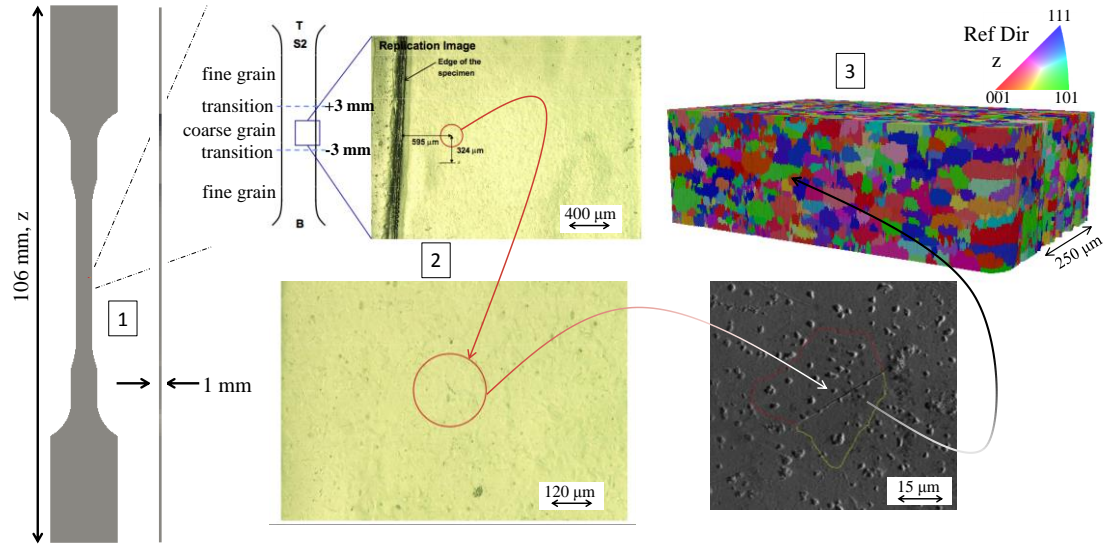 106 mm, z
1
1 mm
T
S2
fine grain
transition
+3 mm
coarse grain
transition
-3 mm
fine grain
B
Replication Image
Edge of the
specimen
595 µm
324 µm
400 µm
2
120 µm
15 µm
3
Ref Dir
z
111
001
101
250 µm